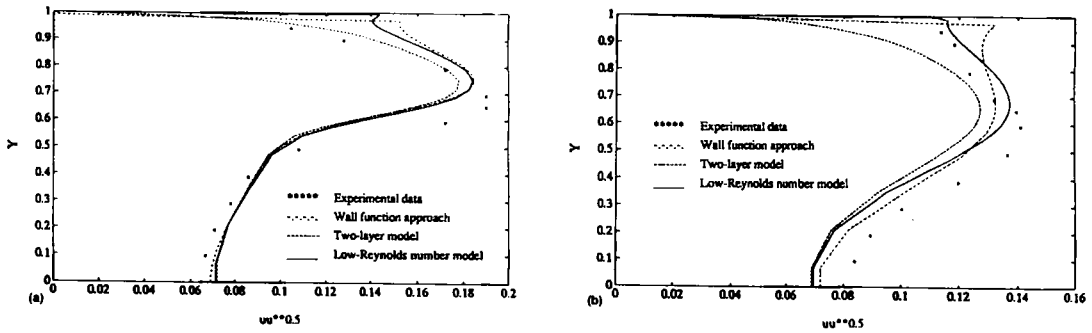 1
0.9
0.8
0.7
0.6
Y
0.5
0.4
0.3
0.2
0.1
0
Experimental data
Wall function approach
Two-layer model
Low-Reynolds number model
(a)
0 0.02 0.04 0.06 0.08 0.1 0.12 0.14 0.16 0.18 0.2
uu**0.5
1
0.9
0.8
0.7
0.6
Y
0.5
0.4
0.3
0.2
0.1
0
Experimental data
Wall function approach
Two-layer model
Low-Reynolds number model
(b)
0 0.02 0.04 0.06 0.08 0.1 0.12 0.14 0.16
uu**0.5